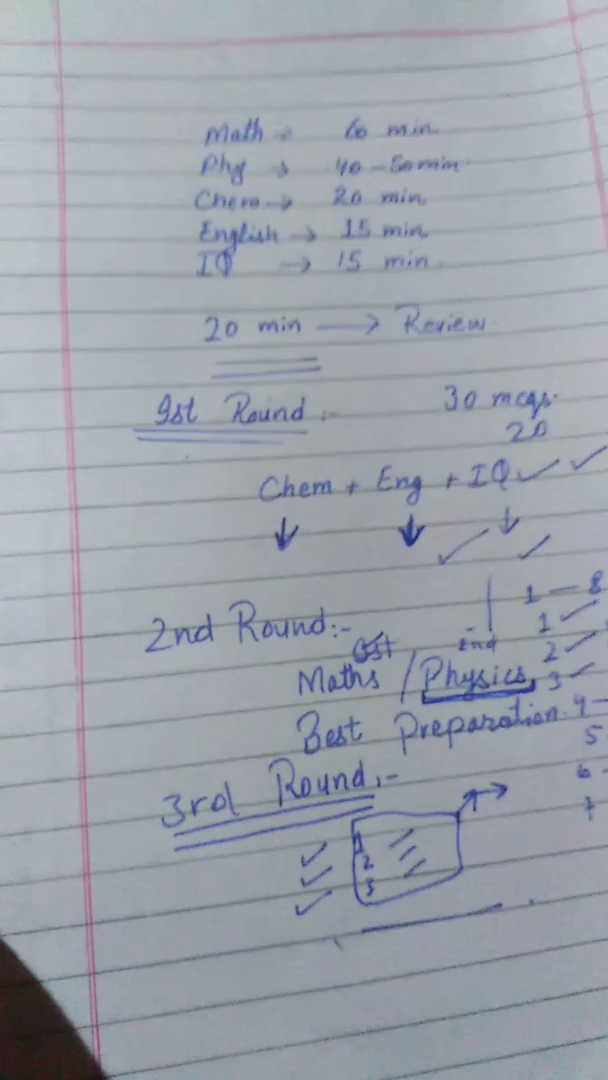 Math → 60 min
Phy → 40 - 50 min
Chem → 20 min
English → 15 min
IQ → 15 min
20 min → Review
1st Round :- 30 mcqs.
20
Chem + Eng + IQ ✓ ✓
↓ ↓ ↓ ✓ ✓
1 — 8
2nd Round:- 1 ✓
1st 2nd 2 ✓
Maths / Physics 3 ✓
Best Preparation. 4 -
5
3rd Round :- 6 -
7
✓ 1
✓ 2
✓ 3